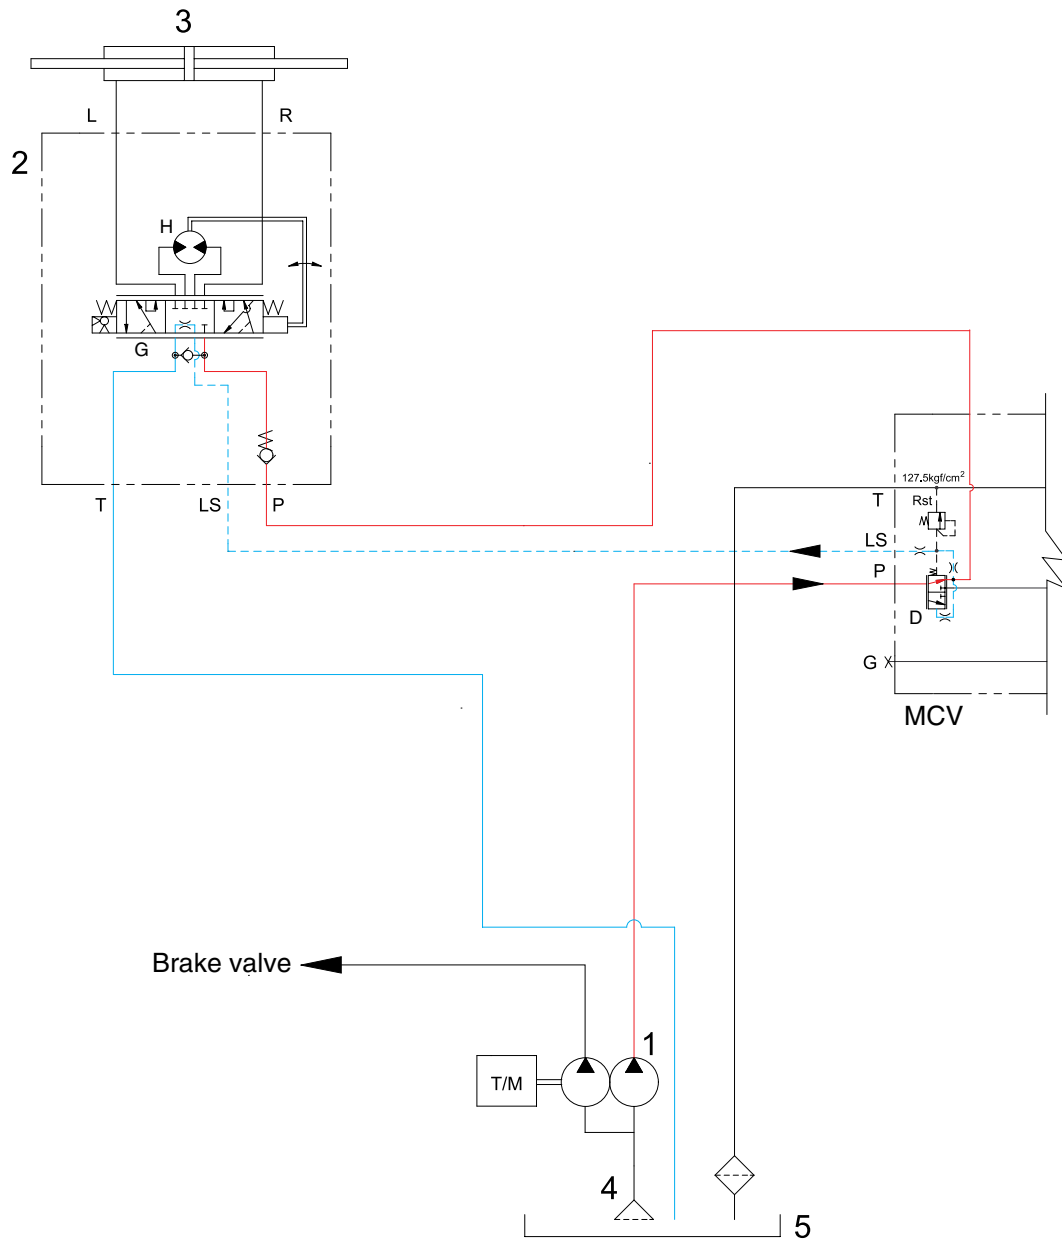 3
L R
2
H
G
T LS P
127.5kgf/cm²
T Rst
LS
P
D
G
MCV
Brake valve
1
T/M
4
5